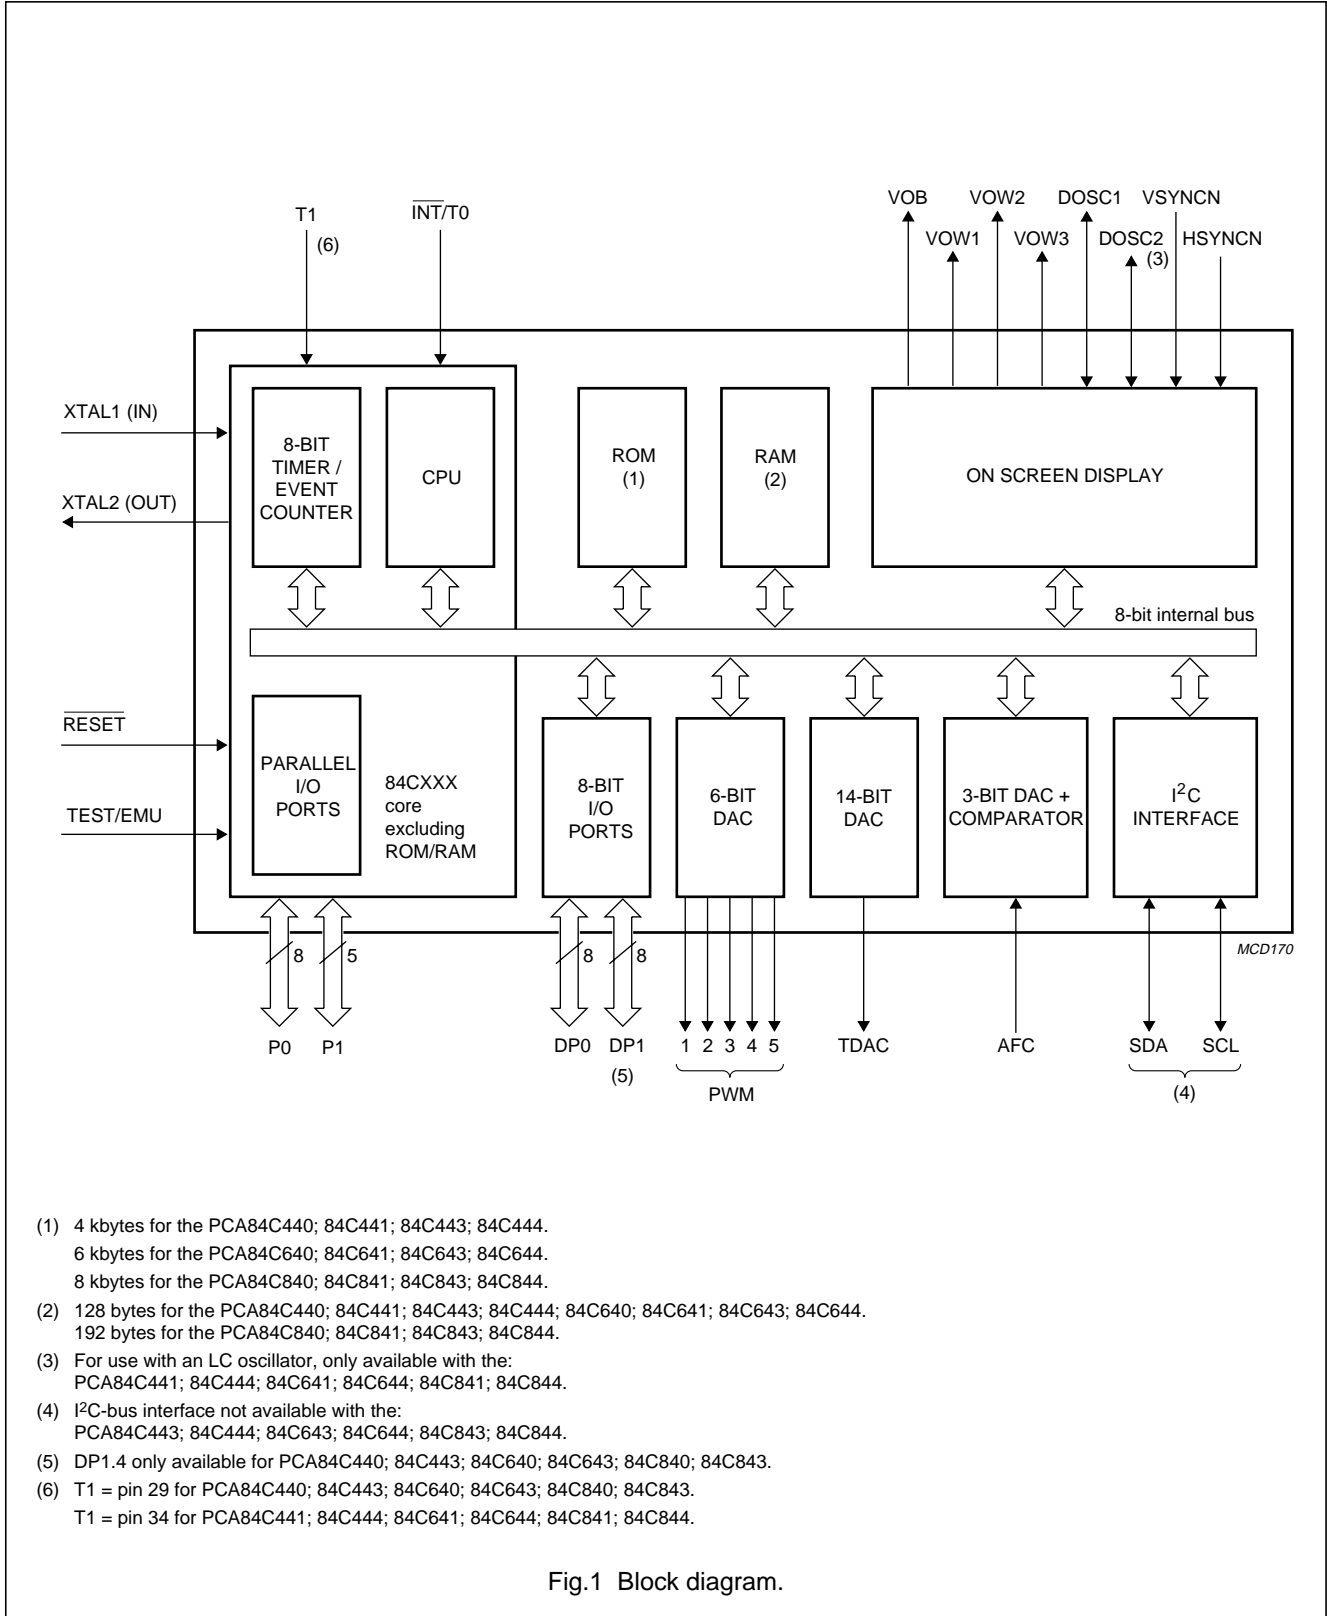 VOB VOW2 DOSC1 VSYNCN
T1 INT/T0
(6) VOW1 VOW3 DOSC2 HSYNCN
(3)
XTAL1 (IN)
XTAL2 (OUT)
8-BIT
TIMER /
EVENT
COUNTER
CPU
ROM
(1)
RAM
(2)
ON SCREEN DISPLAY
8-bit internal bus
RESET
TEST/EMU
PARALLEL
I/O
PORTS
84CXXX
core
excluding
ROM/RAM
8-BIT
I/O
PORTS
6-BIT
DAC
14-BIT
DAC
3-BIT DAC +
COMPARATOR
I2C
INTERFACE
MCD170
8 5 8 8
P0 P1 DP0 DP1 1 2 3 4 5 TDAC AFC SDA SCL
(5) PWM (4)
(1) 4 kbytes for the PCA84C440; 84C441; 84C443; 84C444.
6 kbytes for the PCA84C640; 84C641; 84C643; 84C644.
8 kbytes for the PCA84C840; 84C841; 84C843; 84C844.
(2) 128 bytes for the PCA84C440; 84C441; 84C443; 84C444; 84C640; 84C641; 84C643; 84C644.
192 bytes for the PCA84C840; 84C841; 84C843; 84C844.
(3) For use with an LC oscillator, only available with the:
PCA84C441; 84C444; 84C641; 84C644; 84C841; 84C844.
(4) I2C-bus interface not available with the:
PCA84C443; 84C444; 84C643; 84C644; 84C843; 84C844.
(5) DP1.4 only available for PCA84C440; 84C443; 84C640; 84C643; 84C840; 84C843.
(6) T1 = pin 29 for PCA84C440; 84C443; 84C640; 84C643; 84C840; 84C843.
T1 = pin 34 for PCA84C441; 84C444; 84C641; 84C644; 84C841; 84C844.
Fig.1 Block diagram.